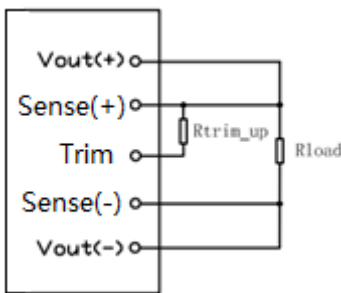 Vout(+)
Sense(+)
Rtrim_up
Trim
Rload
Sense(-)
Vout(-)